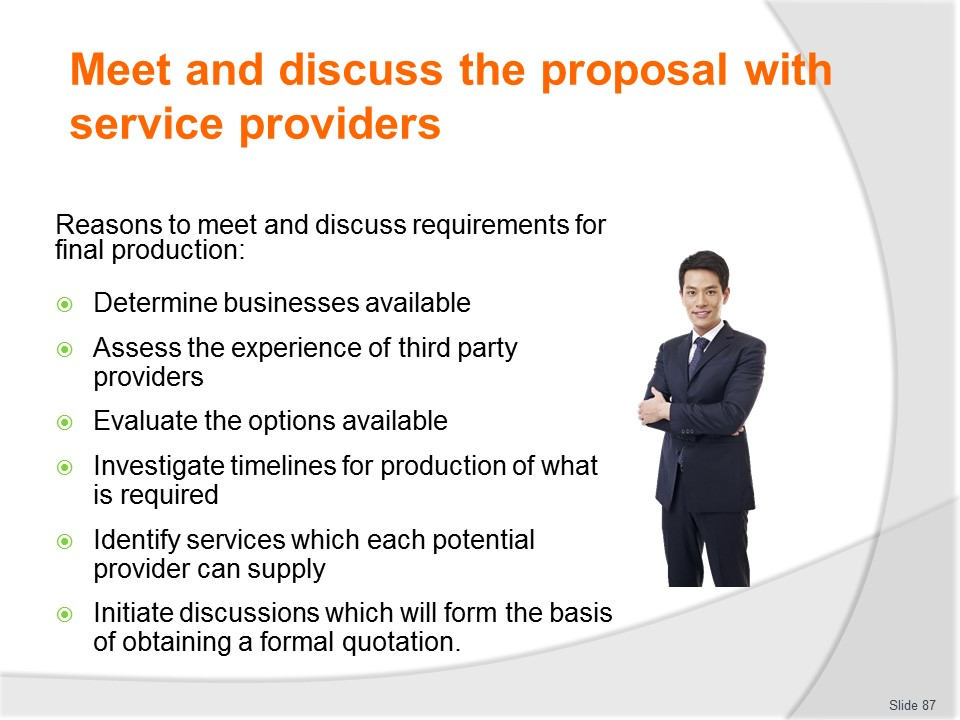 Meet and discuss the proposal with
service providers
Reasons to meet and discuss requirements for
final production:
Determine businesses available
Assess the experience of third party
providers
Evaluate the options available
Investigate timelines for production of what
is required
Identify services which each potential
provider can supply
Initiate discussions which will form the basis
of obtaining a formal quotation.
Slide 87